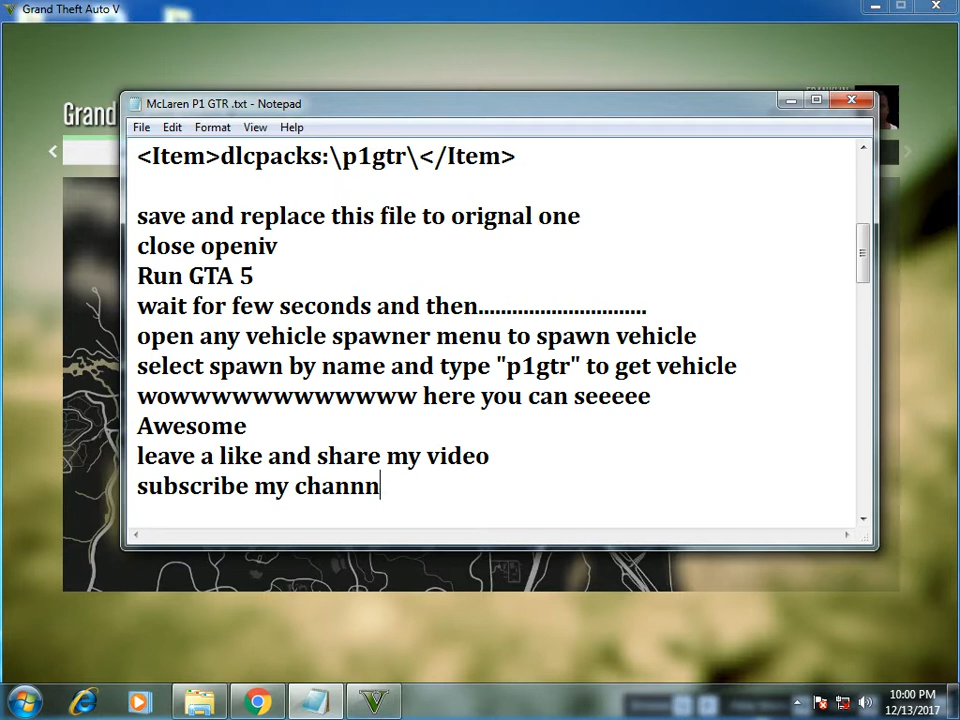 Grand Theft Auto V
Grand
FRANKLIN
McLaren P1 GTR .txt - Notepad
File Edit Format View Help
<Item>dlcpacks:\p1gtr\</Item>
save and replace this file to orignal one
close openiv
Run GTA 5
wait for few seconds and then............................
open any vehicle spawner menu to spawn vehicle
select spawn by name and type "p1gtr" to get vehicle
wowwwwwwwwwwwww here you can seeeee
Awesome
leave a like and share my video
subscribe my channn
10:00 PM
12/13/2017